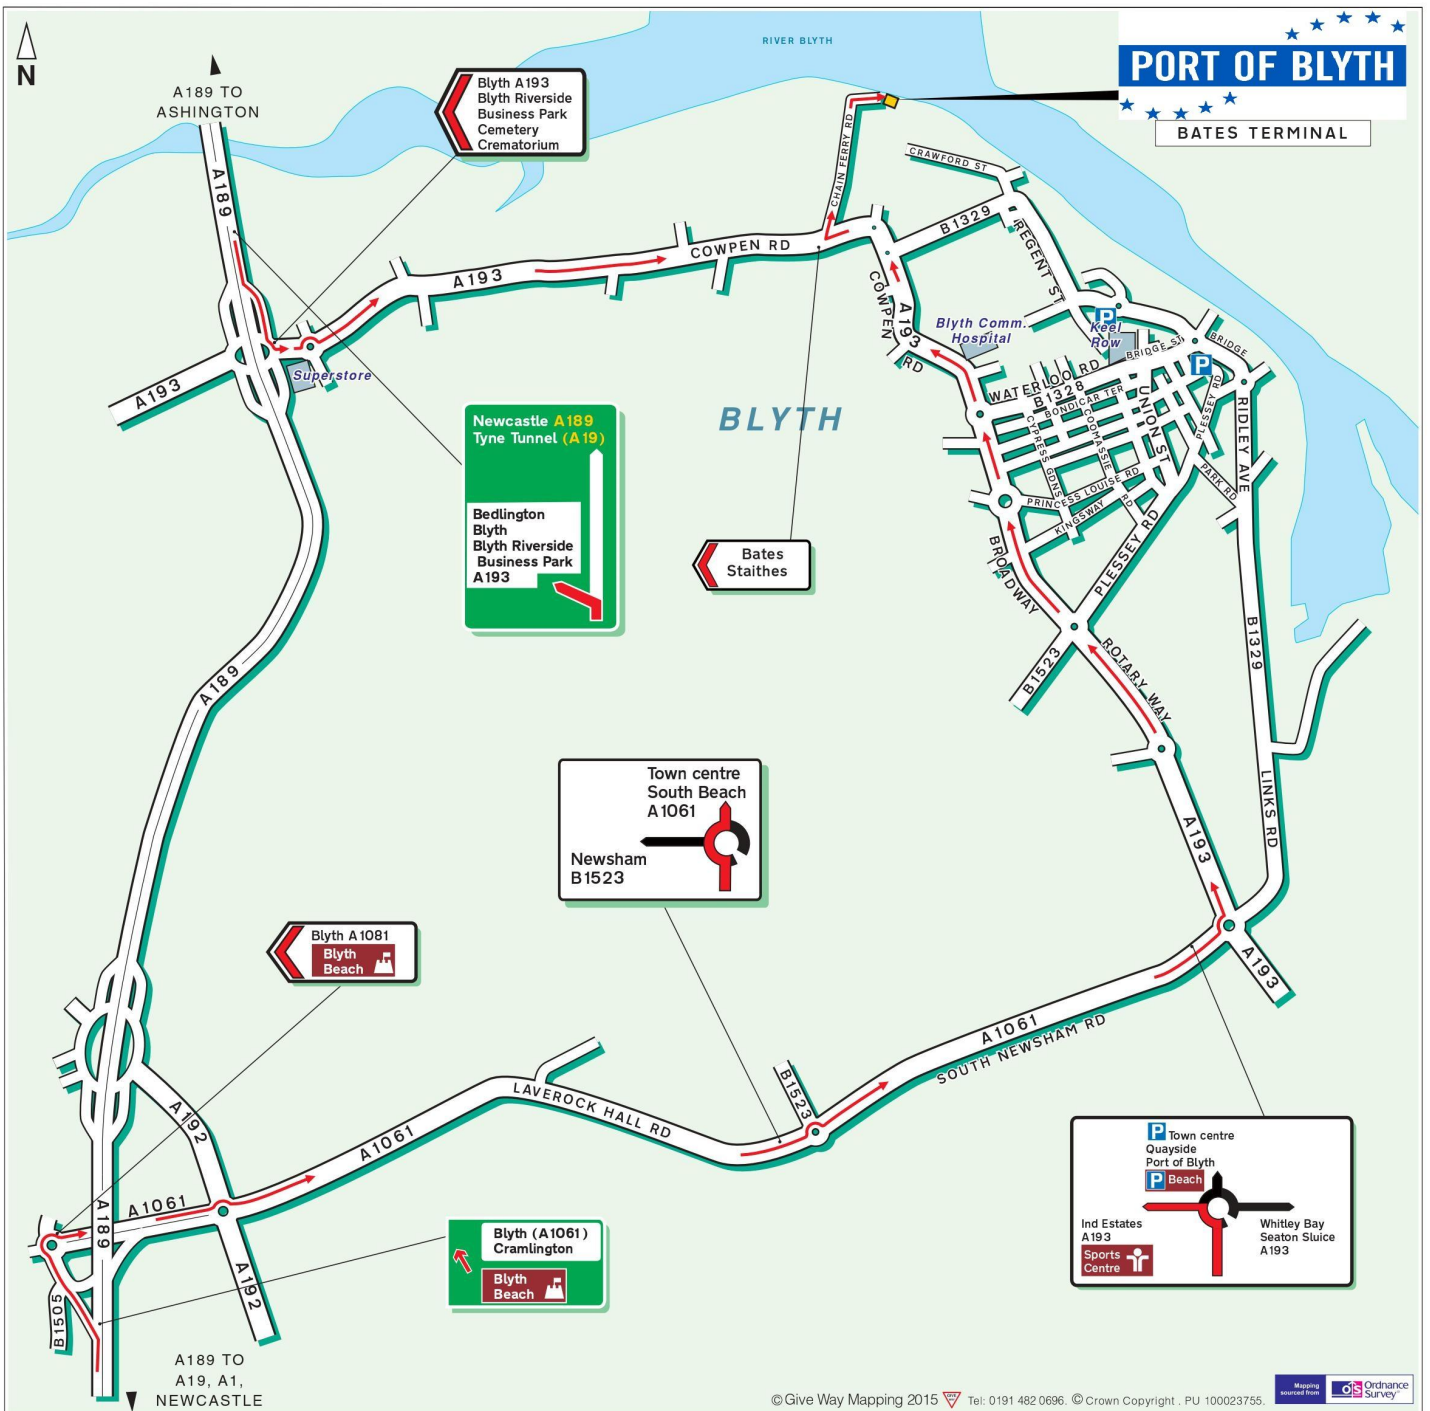 N
A189 TO
ASHINGTON
RIVER BLYTH
PORT OF BLYTH
BATES TERMINAL
Blyth A193
Blyth Riverside
Business Park
Cemetery
Crematorium
CHAIN FERRY RD
CRAWFORD ST
A189
B1329
REGENT ST
COWPEN RD
A193
COWPEN
RD
A193
Blyth Comm.
Hospital
P
Keel
Row
BRIDGE ST
BRIDGE
P
Superstore
A193
WATERLOO RD
B1328
BONDICAR TER
UNION ST
PLESSEY RD
RIDLEY AVE
CYPRESS
GDNS
COOMASSIE
RD
PRINCESS LOUISE RD
PARK RD
KINGSWAY
BLYTH
Newcastle A189
Tyne Tunnel (A19)
Bedlington
Blyth
Blyth Riverside
Business Park
A193
Bates
Staithes
BROADWAY
PLESSEY RD
B1523
ROTARY WAY
B1329
A189
LINKS RD
A193
Town centre
South Beach
A1061
Newsham
B1523
Blyth A1081
Blyth
Beach
A193
A1061
SOUTH NEWSHAM RD
B1523
LAVEROCK HALL RD
A1061
A192
A1061
A189
A192
B1505
Blyth (A1061)
Cramlington
Blyth
Beach
P Town centre
Quayside
Port of Blyth
P Beach
Ind Estates
A193
Sports
Centre
Whitley Bay
Seaton Sluice
A193
A189 TO
A19, A1,
NEWCASTLE
© Give Way Mapping 2015 GIVE WAY Tel: 0191 482 0696. © Crown Copyright . PU 100023755.
Mapping
sourced from
OS Ordnance
Survey